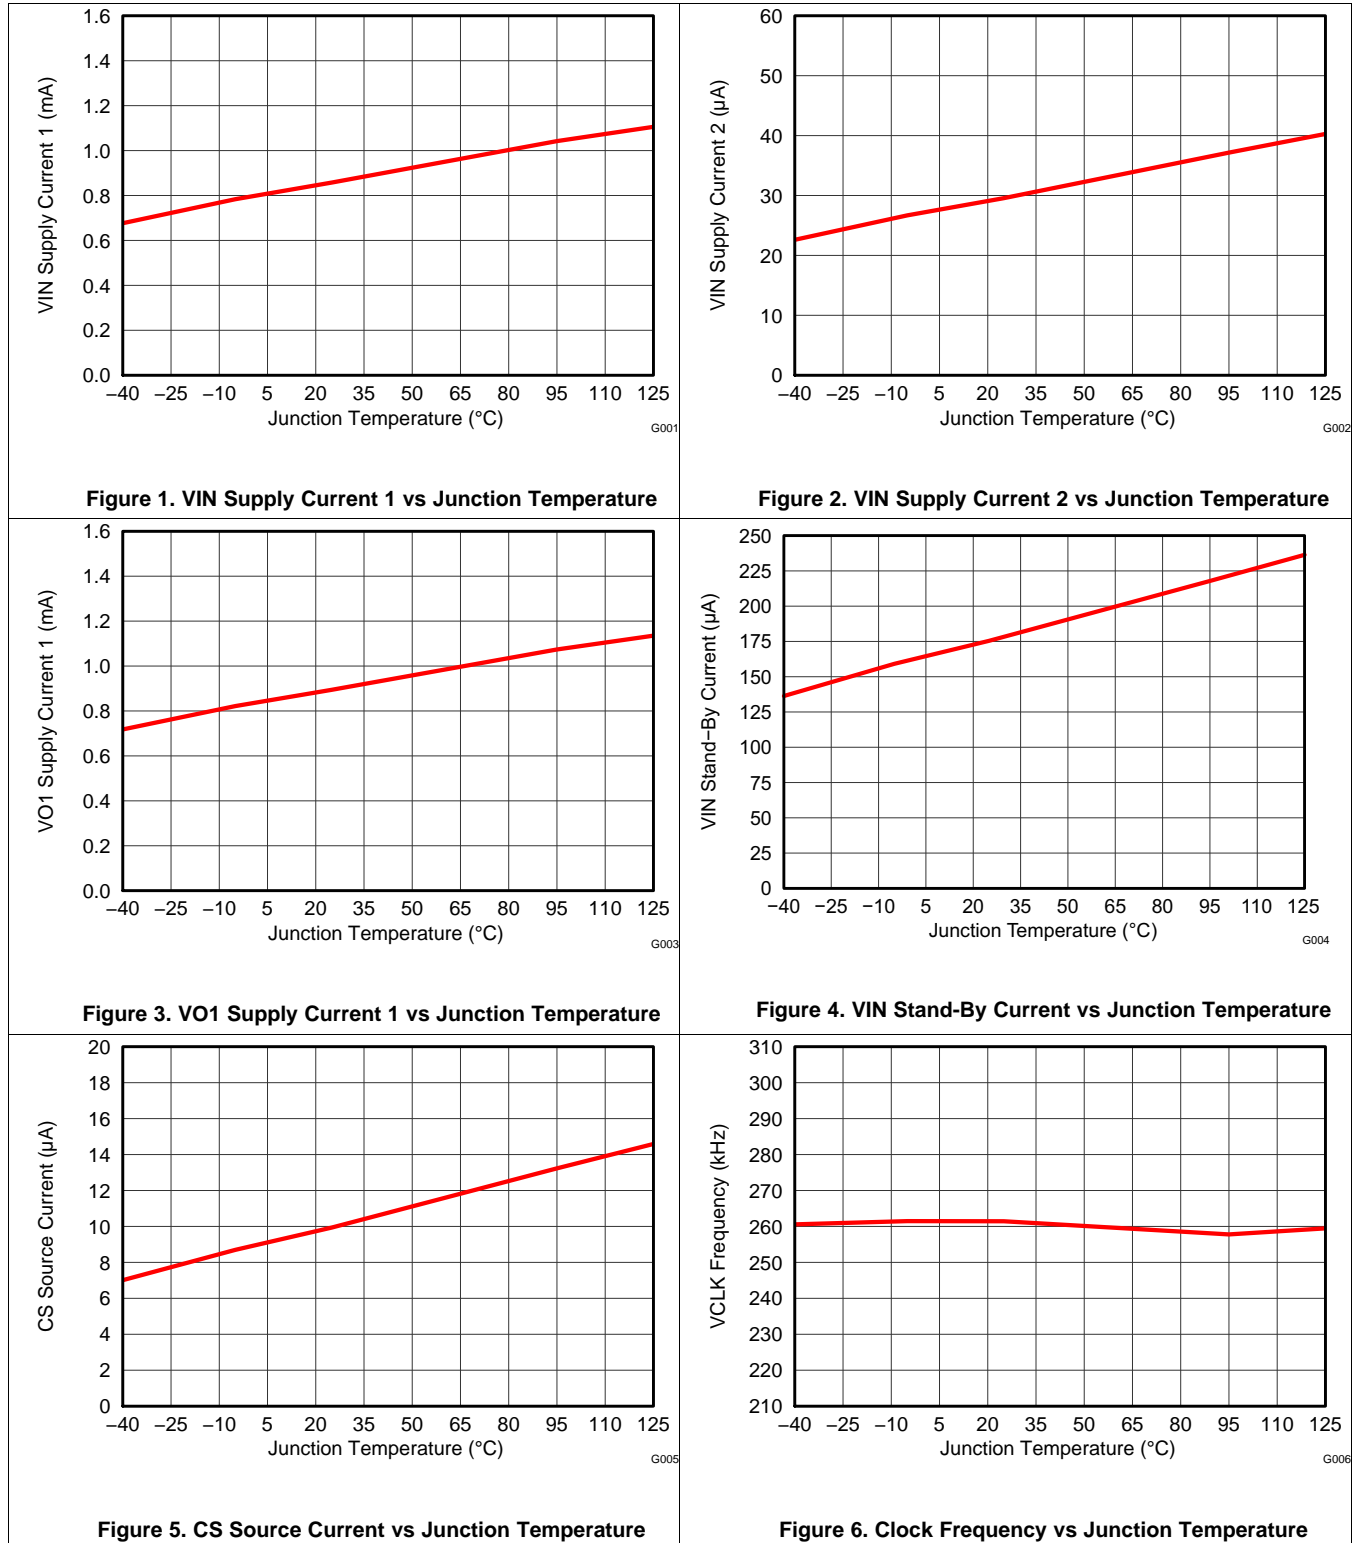 1.6
1.4
1.2
1.0
0.8
0.6
0.4
0.2
0.0
VIN Supply Current 1 (mA)
−40 −25 −10 5 20 35 50 65 80 95 110 125
Junction Temperature (°C)
G001
Figure 1. VIN Supply Current 1 vs Junction Temperature
60
50
40
30
20
10
0
VIN Supply Current 2 (µA)
−40 −25 −10 5 20 35 50 65 80 95 110 125
Junction Temperature (°C)
G002
Figure 2. VIN Supply Current 2 vs Junction Temperature
1.6
1.4
1.2
1.0
0.8
0.6
0.4
0.2
0.0
VO1 Supply Current 1 (mA)
−40 −25 −10 5 20 35 50 65 80 95 110 125
Junction Temperature (°C)
G003
Figure 3. VO1 Supply Current 1 vs Junction Temperature
250
225
200
175
150
125
100
75
50
25
0
VIN Stand−By Current (µA)
−40 −25 −10 5 20 35 50 65 80 95 110 125
Junction Temperature (°C)
G004
Figure 4. VIN Stand-By Current vs Junction Temperature
20
18
16
14
12
10
8
6
4
2
0
CS Source Current (µA)
−40 −25 −10 5 20 35 50 65 80 95 110 125
Junction Temperature (°C)
G005
Figure 5. CS Source Current vs Junction Temperature
310
300
290
280
270
260
250
240
230
220
210
VCLK Frequency (kHz)
−40 −25 −10 5 20 35 50 65 80 95 110 125
Junction Temperature (°C)
G006
Figure 6. Clock Frequency vs Junction Temperature